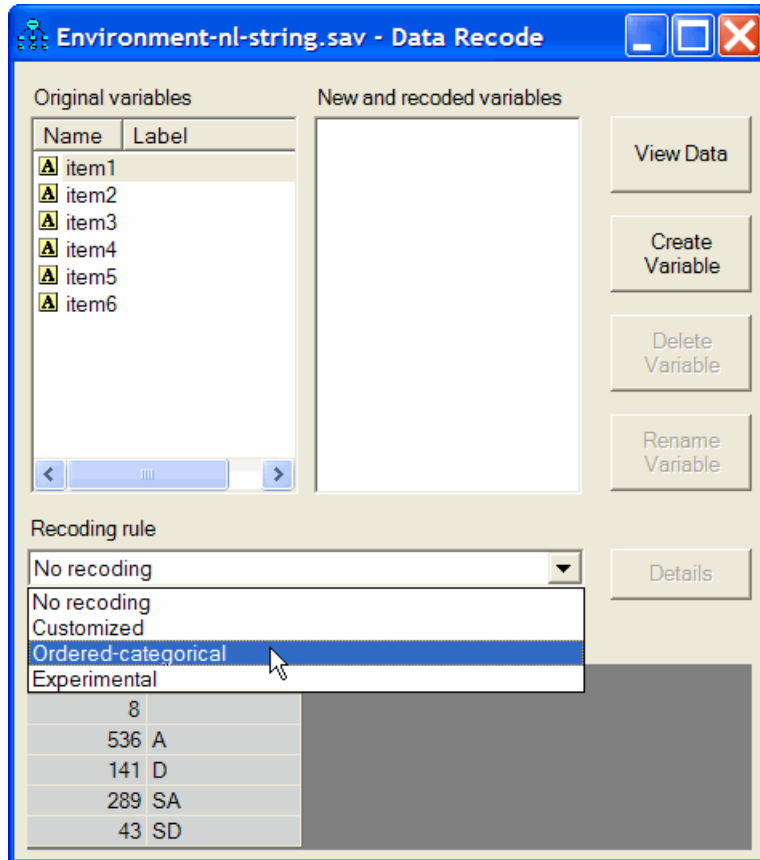 Environment-nl-string.sav - Data Recode
Original variables
New and recoded variables
Name Label
A item1
A item2
A item3
A item4
A item5
A item6
View Data
Create
Variable
Delete
Variable
Rename
Variable
Recoding rule
No recoding
Details
No recoding
Customized
Ordered-categorical
Experimental
8
536 A
141 D
289 SA
43 SD